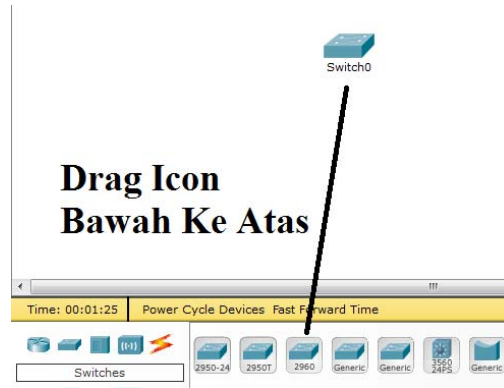 Switch0
Drag Icon
Bawah Ke Atas
Time: 00:01:25 Power Cycle Devices Fast Forward Time
Switches
2950-24 2950T 2960 Generic Generic 3560 24PS Generic